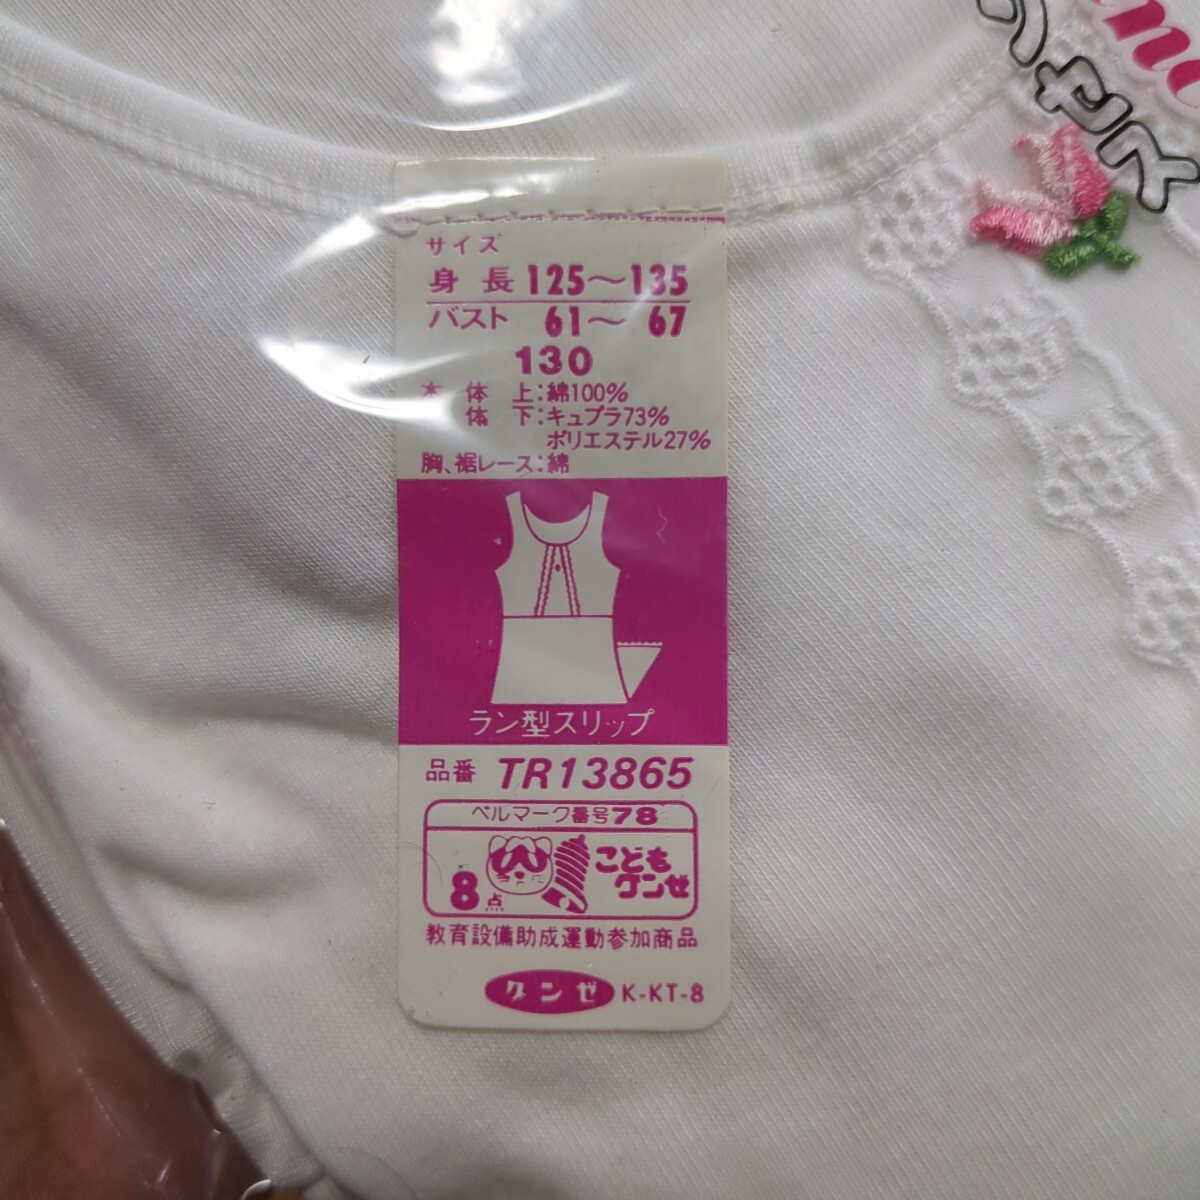 サイズ
身長 125〜135
バスト 61〜67
130
本体 上:綿100%
体 下:キュプラ73%
ポリエステル27%
胸、裾レース:綿
ラン型スリップ
品番 TR13865
ベルマーク番号78
8点
こども
グンゼ
教育設備助成運動参加商品
グンゼ K-KT-8